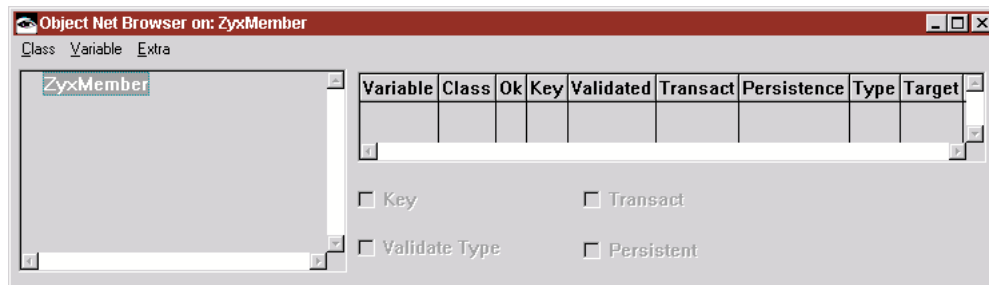 Object Net Browser on: ZyxMember
Class Variable Extra
ZyxMember
Variable Class Ok Key Validated Transact Persistence Type Target
Key Transact
Validate Type Persistent